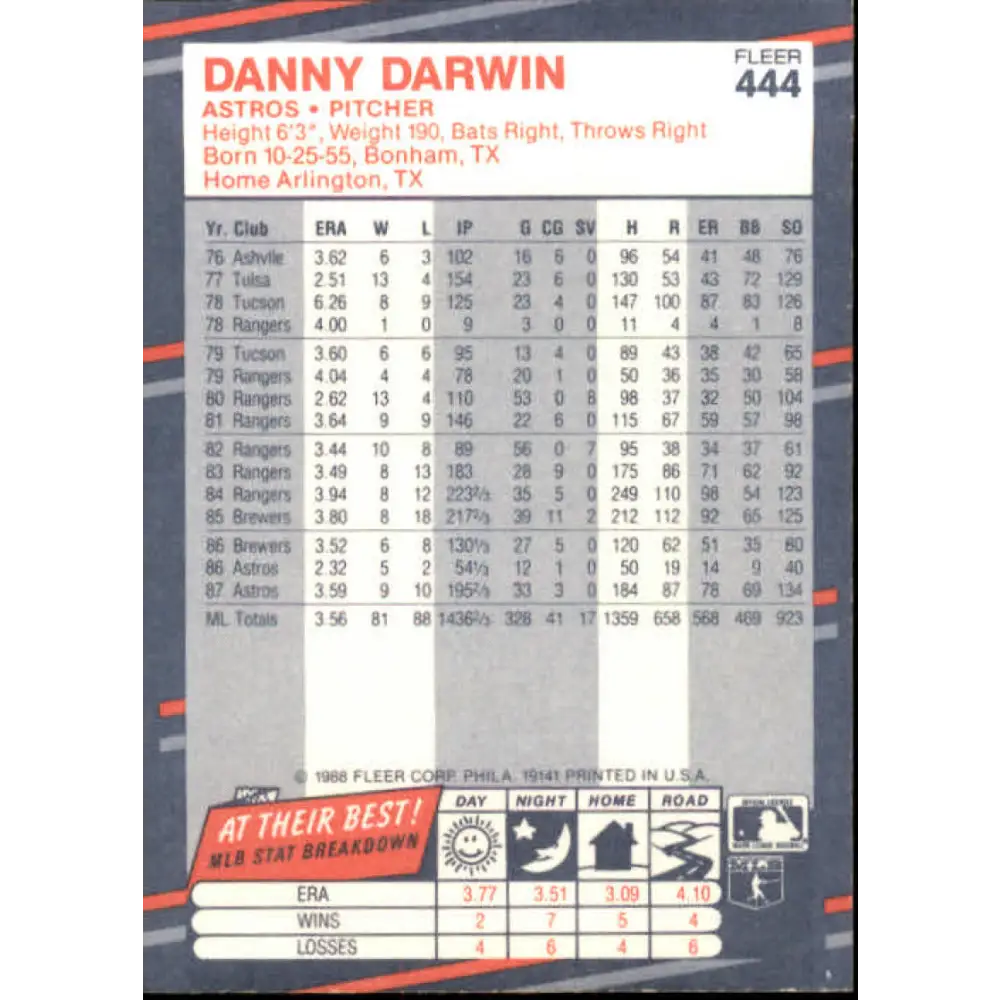 DANNY DARWIN
FLEER
444
ASTROS • PITCHER
Height 6'3", Weight 190, Bats Right, Throws Right
Born 10-25-55, Bonham, TX
Home Arlington, TX
Yr. Club ERA W L IP G CG SV H R ER BB SO
76 Ashvlle 3.62 6 3 102 16 6 0 96 54 41 48 76
77 Tulsa 2.51 13 4 154 23 6 0 130 53 43 72 129
78 Tucson 6.26 8 9 125 23 4 0 147 100 87 83 126
78 Rangers 4.00 1 0 9 3 0 0 11 4 4 1 8
79 Tucson 3.60 6 6 95 13 4 0 89 43 38 42 65
79 Rangers 4.04 4 4 78 20 1 0 50 36 35 30 58
80 Rangers 2.62 13 4 110 53 0 8 98 37 32 50 104
81 Rangers 3.64 9 9 146 22 6 0 115 67 59 57 98
82 Rangers 3.44 10 8 89 56 0 7 95 38 34 37 61
83 Rangers 3.49 8 13 183 28 9 0 175 86 71 62 92
84 Rangers 3.94 8 12 223²/₃ 35 5 0 249 110 98 54 123
85 Brewers 3.80 8 18 217²/₃ 39 11 2 212 112 92 65 125
86 Brewers 3.52 6 8 130¹/₃ 27 5 0 120 62 51 35 80
86 Astros 2.32 5 2 54¹/₃ 12 1 0 50 19 14 9 40
87 Astros 3.59 9 10 195²/₃ 33 3 0 184 87 78 69 134
ML Totals 3.56 81 88 1436²/₃ 328 41 17 1359 658 568 469 923
© 1988 FLEER CORP. PHILA. 19141 PRINTED IN U.S.A.
AT THEIR BEST!
MLB STAT BREAKDOWN
DAY NIGHT HOME ROAD
ERA 3.77 3.51 3.09 4.10
WINS 2 7 5 4
LOSSES 4 6 4 6